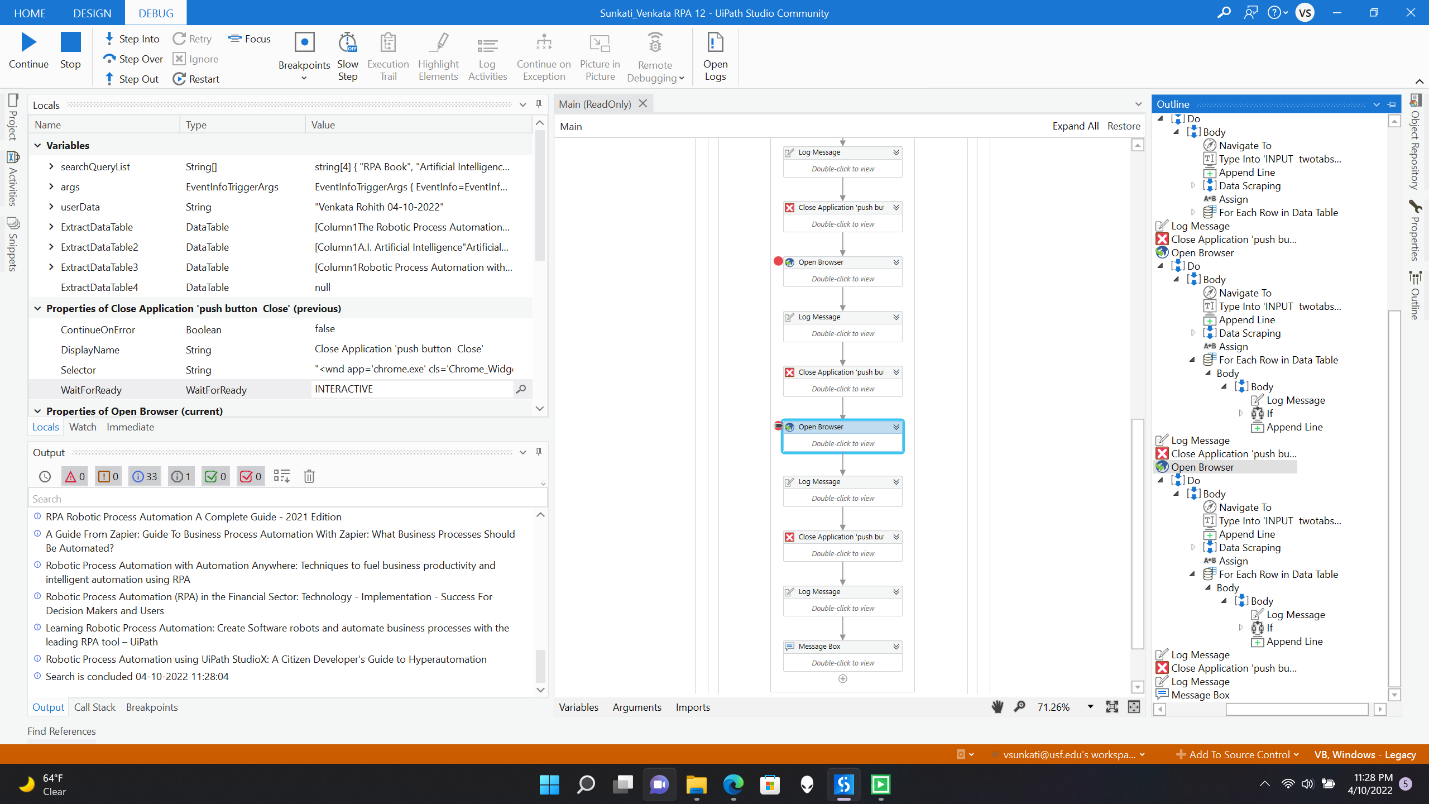 HOME DESIGN DEBUG Sunkati_Venkata RPA 12 - UiPath Studio Community VS
Continue Stop Step Into Step Over Step Out Retry Ignore Restart Focus Breakpoints Slow Step Execution Trail Highlight Elements Log Activities Continue on Exception Picture in Picture Remote Debugging Open Logs
Project
Activities
Snippets
Locals
Name Type Value
Variables
searchQueryList String[] string[4] { "RPA Book", "Artificial Intelligenc...
args EventInfoTriggerArgs EventInfoTriggerArgs { EventInfo=EventInf...
userData String "Venkata Rohith 04-10-2022"
ExtractDataTable DataTable [Column1The Robotic Process Automation...
ExtractDataTable2 DataTable [Column1A.I. Artificial Intelligence"Artificial...
ExtractDataTable3 DataTable [Column1Robotic Process Automation with...
ExtractDataTable4 DataTable null
Properties of Close Application 'push button Close' (previous)
ContinueOnError Boolean false
DisplayName String Close Application 'push button Close'
Selector String "<wnd app='chrome.exe' cls='Chrome_Widge
WaitForReady WaitForReady INTERACTIVE
Properties of Open Browser (current)
Locals Watch Immediate
Output
0 0 33 1 0 0
Search
RPA Robotic Process Automation A Complete Guide - 2021 Edition
A Guide From Zapier: Guide To Business Process Automation With Zapier: What Business Processes Should
Be Automated?
Robotic Process Automation with Automation Anywhere: Techniques to fuel business productivity and
intelligent automation using RPA
Robotic Process Automation (RPA) in the Financial Sector: Technology - Implementation - Success For
Decision Makers and Users
Learning Robotic Process Automation: Create Software robots and automate business processes with the
leading RPA tool – UiPath
Robotic Process Automation using UiPath StudioX: A Citizen Developer's Guide to Hyperautomation
Search is concluded 04-10-2022 11:28:04
Output Call Stack Breakpoints
Find References
Main (ReadOnly)
Main Expand All Restore
Log Message
Double-click to view
Close Application 'push bu
Double-click to view
Open Browser
Double-click to view
Log Message
Double-click to view
Close Application 'push bu
Double-click to view
Open Browser
Double-click to view
Log Message
Double-click to view
Close Application 'push bu
Double-click to view
Log Message
Double-click to view
Message Box
Double-click to view
Variables Arguments Imports 71.26%
Outline
Do
Body
Navigate To
Type Into 'INPUT twotabs...
Append Line
Data Scraping
A+B Assign
For Each Row in Data Table
Log Message
Close Application 'push bu...
Open Browser
Do
Body
Navigate To
Type Into 'INPUT twotabs...
Append Line
Data Scraping
A+B Assign
For Each Row in Data Table
Body
Body
Log Message
If
Append Line
Log Message
Close Application 'push bu...
Open Browser
Do
Body
Navigate To
Type Into 'INPUT twotabs...
Append Line
Data Scraping
A+B Assign
For Each Row in Data Table
Body
Body
Log Message
If
Append Line
Log Message
Close Application 'push bu...
Log Message
Message Box
Object Repository
Properties
Outline
vsunkati@usf.edu's workspa... Add To Source Control VB, Windows - Legacy
64°F
Clear
11:28 PM
4/10/2022
5